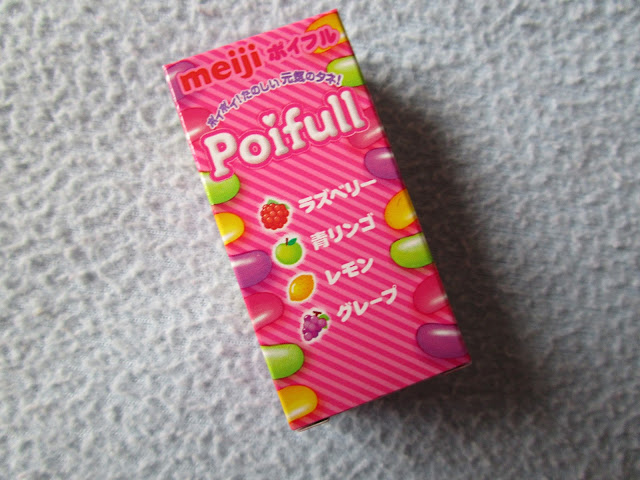 meiji ポイフル
ポイポイ!たのしい元気のタネ!
Poifull
ラズベリー
青リンゴ
レモン
グレープ